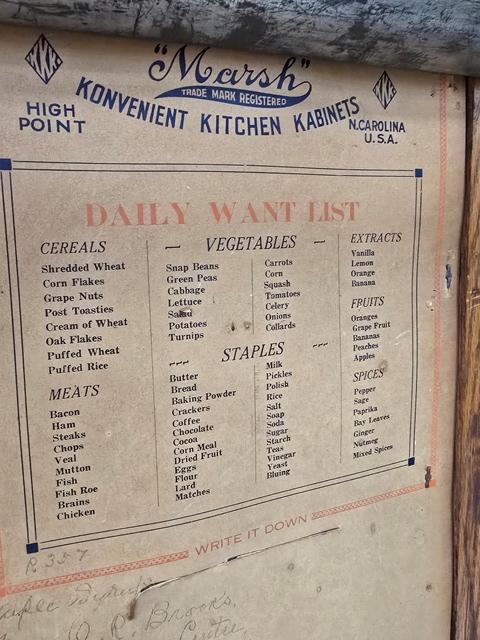 KKK
KKK
"Marsh"
TRADE MARK REGISTERED
KONVENIENT KITCHEN KABINETS
HIGH POINT
N.CAROLINA U.S.A.
DAILY WANT LIST
CEREALS
Shredded Wheat
Corn Flakes
Grape Nuts
Post Toasties
Cream of Wheat
Oak Flakes
Puffed Wheat
Puffed Rice
MEATS
Bacon
Ham
Steaks
Chops
Veal
Mutton
Fish
Fish Roe
Brains
Chicken
VEGETABLES
Snap Beans
Green Peas
Cabbage
Lettuce
Salad
Potatoes
Turnips
Carrots
Corn
Squash
Tomatoes
Celery
Onions
Collards
STAPLES
Butter
Bread
Baking Powder
Crackers
Coffee
Chocolate
Cocoa
Corn Meal
Dried Fruit
Eggs
Flour
Lard
Matches
Milk
Pickles
Polish
Rice
Salt
Soap
Soda
Sugar
Starch
Teas
Vinegar
Yeast
Bluing
EXTRACTS
Vanilla
Lemon
Orange
Banana
FRUITS
Oranges
Grape Fruit
Bananas
Peaches
Apples
SPICES
Pepper
Sage
Paprika
Bay Leaves
Ginger
Nutmeg
Mixed Spices
WRITE IT DOWN
R 357